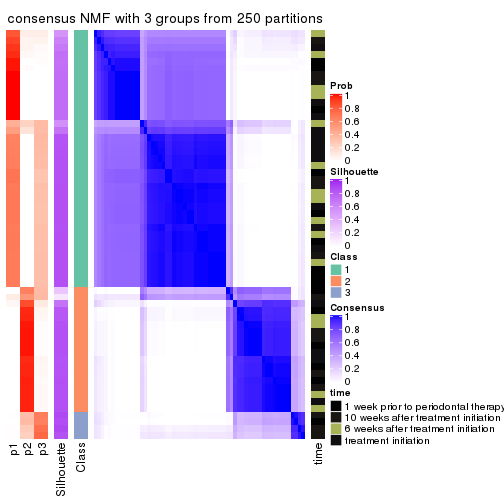 consensus NMF with 3 groups from 250 partitions
Prob
1
0.8
0.6
0.4
0.2
0
Silhouette
1
0.8
0.6
0.4
0.2
0
Class
1
2
3
Consensus
1
0.8
0.6
0.4
0.2
0
time
1 week prior to periodontal therapy
10 weeks after treatment initiation
6 weeks after treatment initiation
treatment initiation
p1
p2
p3
Silhouette
Class
time